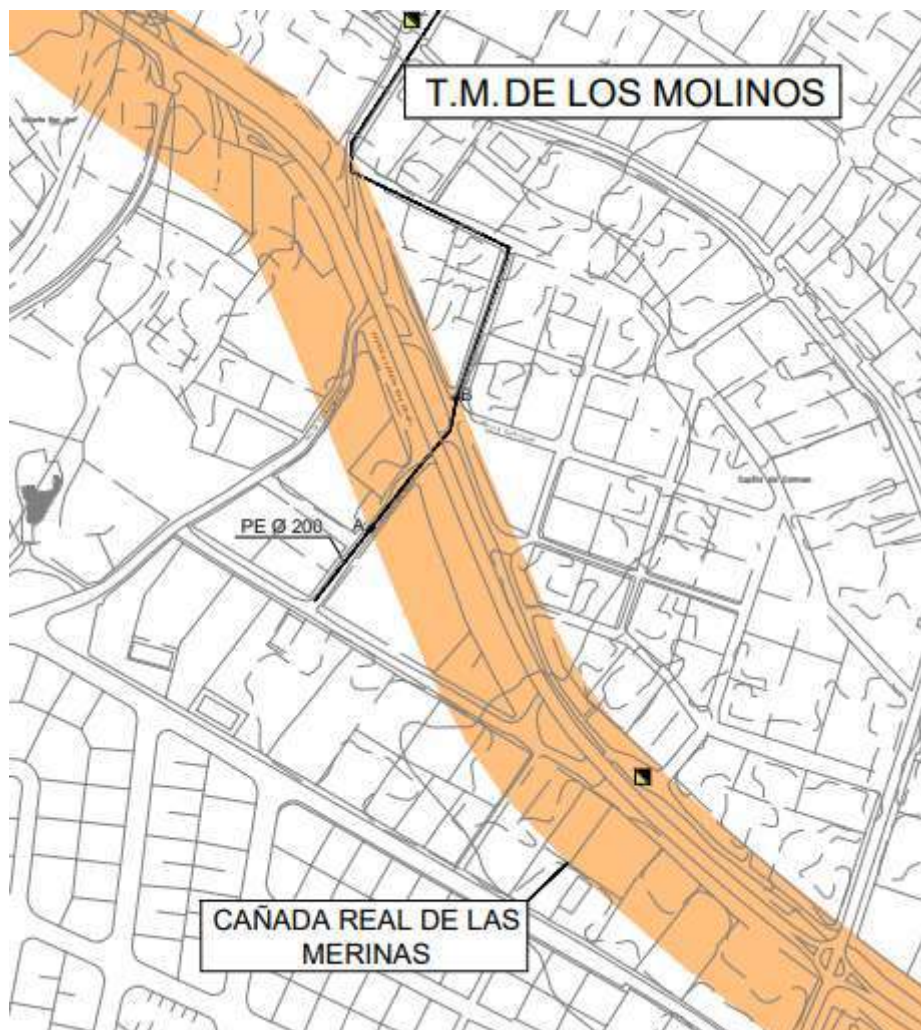 T.M. DE LOS MOLINOS
B
PE Ø 200
A
CAÑADA REAL DE LAS
MERINAS